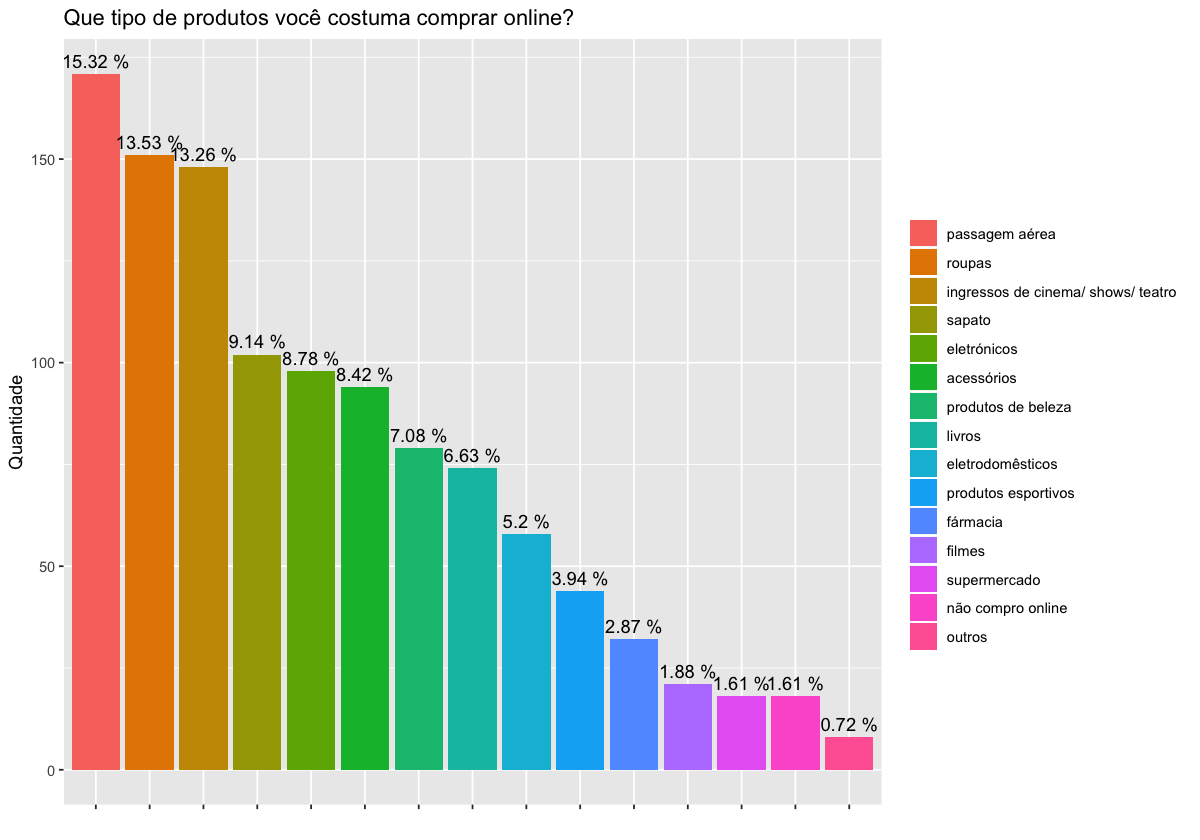 Que tipo de produtos você costuma comprar online?
15.32 %
13.53 %
13.26 %
9.14 %
8.78 %
8.42 %
7.08 %
6.63 %
5.2 %
3.94 %
2.87 %
1.88 %
1.61 %
1.61 %
0.72 %
150
100
50
0
Quantidade
passagem aérea
roupas
ingressos de cinema/ shows/ teatro
sapato
eletrónicos
acessórios
produtos de beleza
livros
eletrodomêsticos
produtos esportivos
fármacia
filmes
supermercado
não compro online
outros